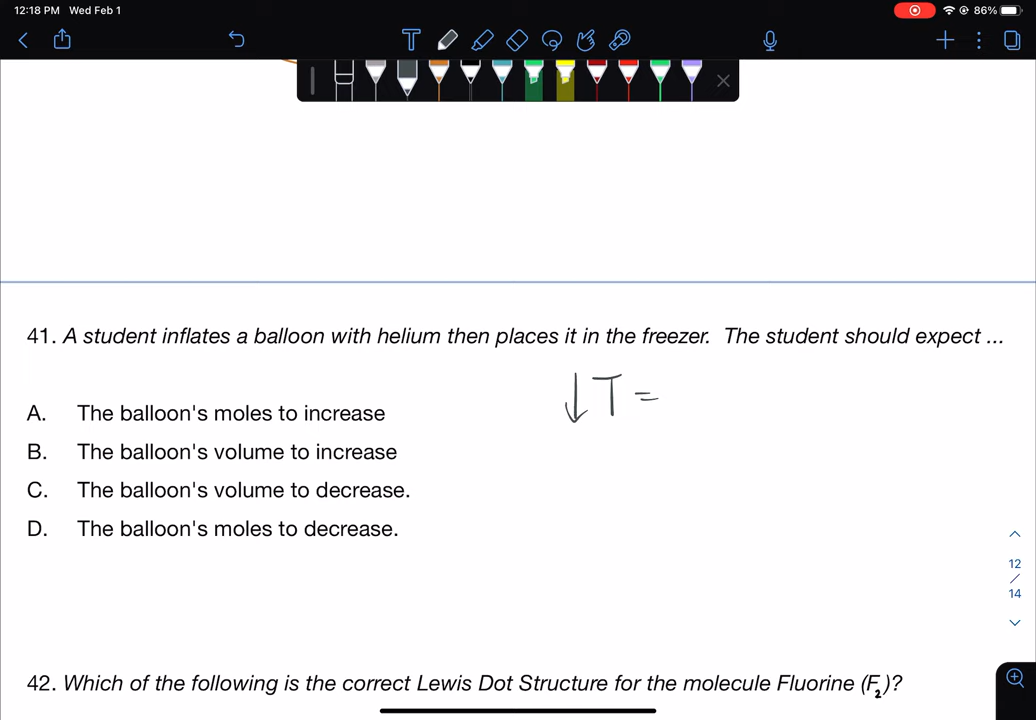 12:18 PM Wed Feb 1
86%
T
41. A student inflates a balloon with helium then places it in the freezer. The student should expect ...
↓ T =
A. The balloon's moles to increase
B. The balloon's volume to increase
C. The balloon's volume to decrease.
D. The balloon's moles to decrease.
12
/
14
42. Which of the following is the correct Lewis Dot Structure for the molecule Fluorine (F₂)?